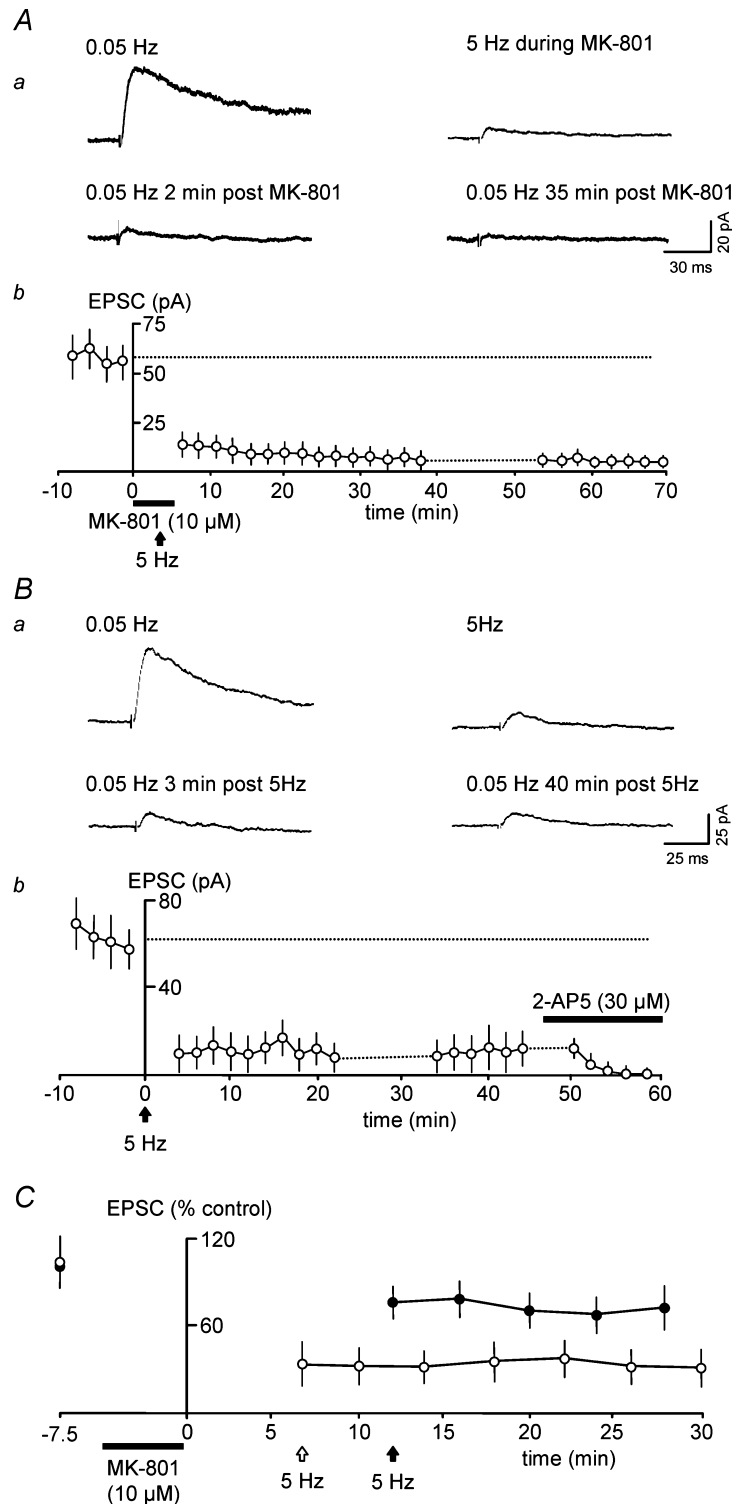 A
0.05 Hz
5 Hz during MK-801
a
0.05 Hz 2 min post MK-801
0.05 Hz 35 min post MK-801
20 pA
30 ms
b
EPSC (pA)
75
50
25
-10 0 10 20 30 40 50 60 70
MK-801 (10 µM)
time (min)
5 Hz
B
a
0.05 Hz
5Hz
0.05 Hz 3 min post 5Hz
0.05 Hz 40 min post 5Hz
25 pA
25 ms
b
EPSC (pA)
80
40
2-AP5 (30 µM)
-10 0 10 20 30 40 50 60
time (min)
5 Hz
C
EPSC (% control)
120
60
-7.5 0 5 10 15 20 25 30
MK-801
(10 µM)
5 Hz
5 Hz
time (min)